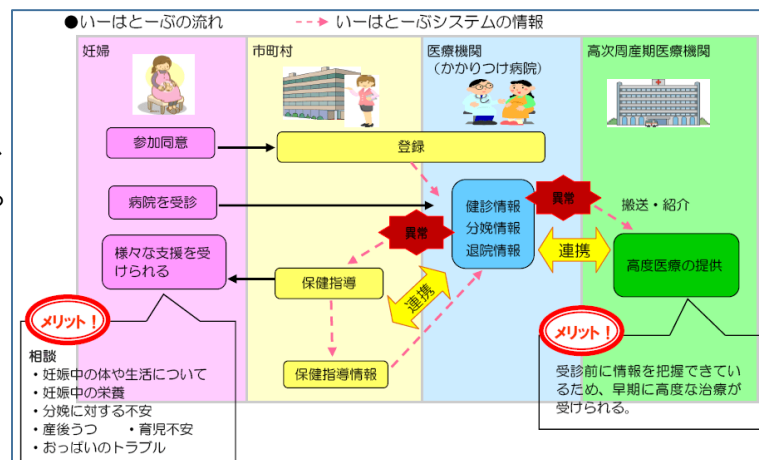 ●いーはとーぶの流れ
いーはとーぶシステムの情報
妊婦
市町村
医療機関
（かかりつけ病院）
高次周産期医療機関
参加同意
登録
病院を受診
健診情報
分娩情報
退院情報
異常
搬送・紹介
異常
様々な支援を受
けられる
保健指導
連携
連携
高度医療の提供
保健指導情報
メリット！
相談
・妊娠中の体や生活について
・妊娠中の栄養
・分娩に対する不安
・産後うつ ・育児不安
・おっぱいのトラブル
メリット！
受診前に情報を把握できてい
るため、早期に高度な治療が
受けられる。